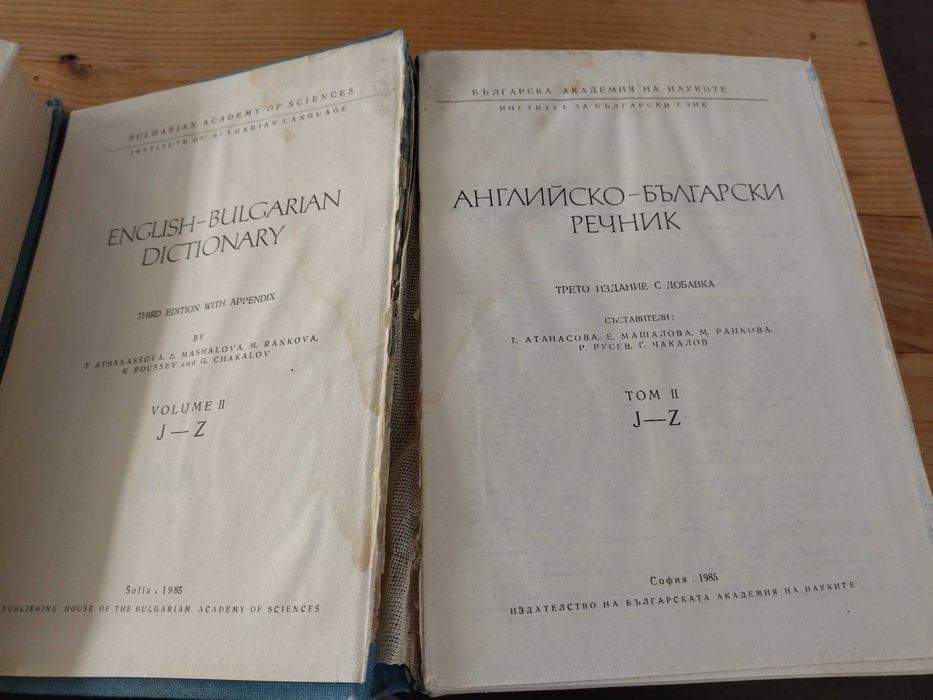 BULGARIAN ACADEMY OF SCIENCES
INSTITUTE OF BULGARIAN LANGUAGE
ENGLISH–BULGARIAN
DICTIONARY
THIRD EDITION WITH APPENDIX
BY
T. ATHANASSOVA, E. MASHALOVA, M. RANKOVA,
R. ROUSSEV and G. CHAKALOV
VOLUME II
J—Z
Sofia . 1985
PUBLISHING HOUSE OF THE BULGARIAN ACADEMY OF SCIENCES
БЪЛГАРСКА АКАДЕМИЯ НА НАУКИТЕ
ИНСТИТУТ ЗА БЪЛГАРСКИ ЕЗИК
АНГЛИЙСКО–БЪЛГАРСКИ
РЕЧНИК
ТРЕТО ИЗДАНИЕ С ДОБАВКА
СЪСТАВИТЕЛИ:
Т. АТАНАСОВА, Е. МАШАЛОВА, М. РАНКОВА,
Р. РУСЕВ, Г. ЧАКАЛОВ
ТОМ II
J—Z
София . 1985
ИЗДАТЕЛСТВО НА БЪЛГАРСКАТА АКАДЕМИЯ НА НАУКИТЕ